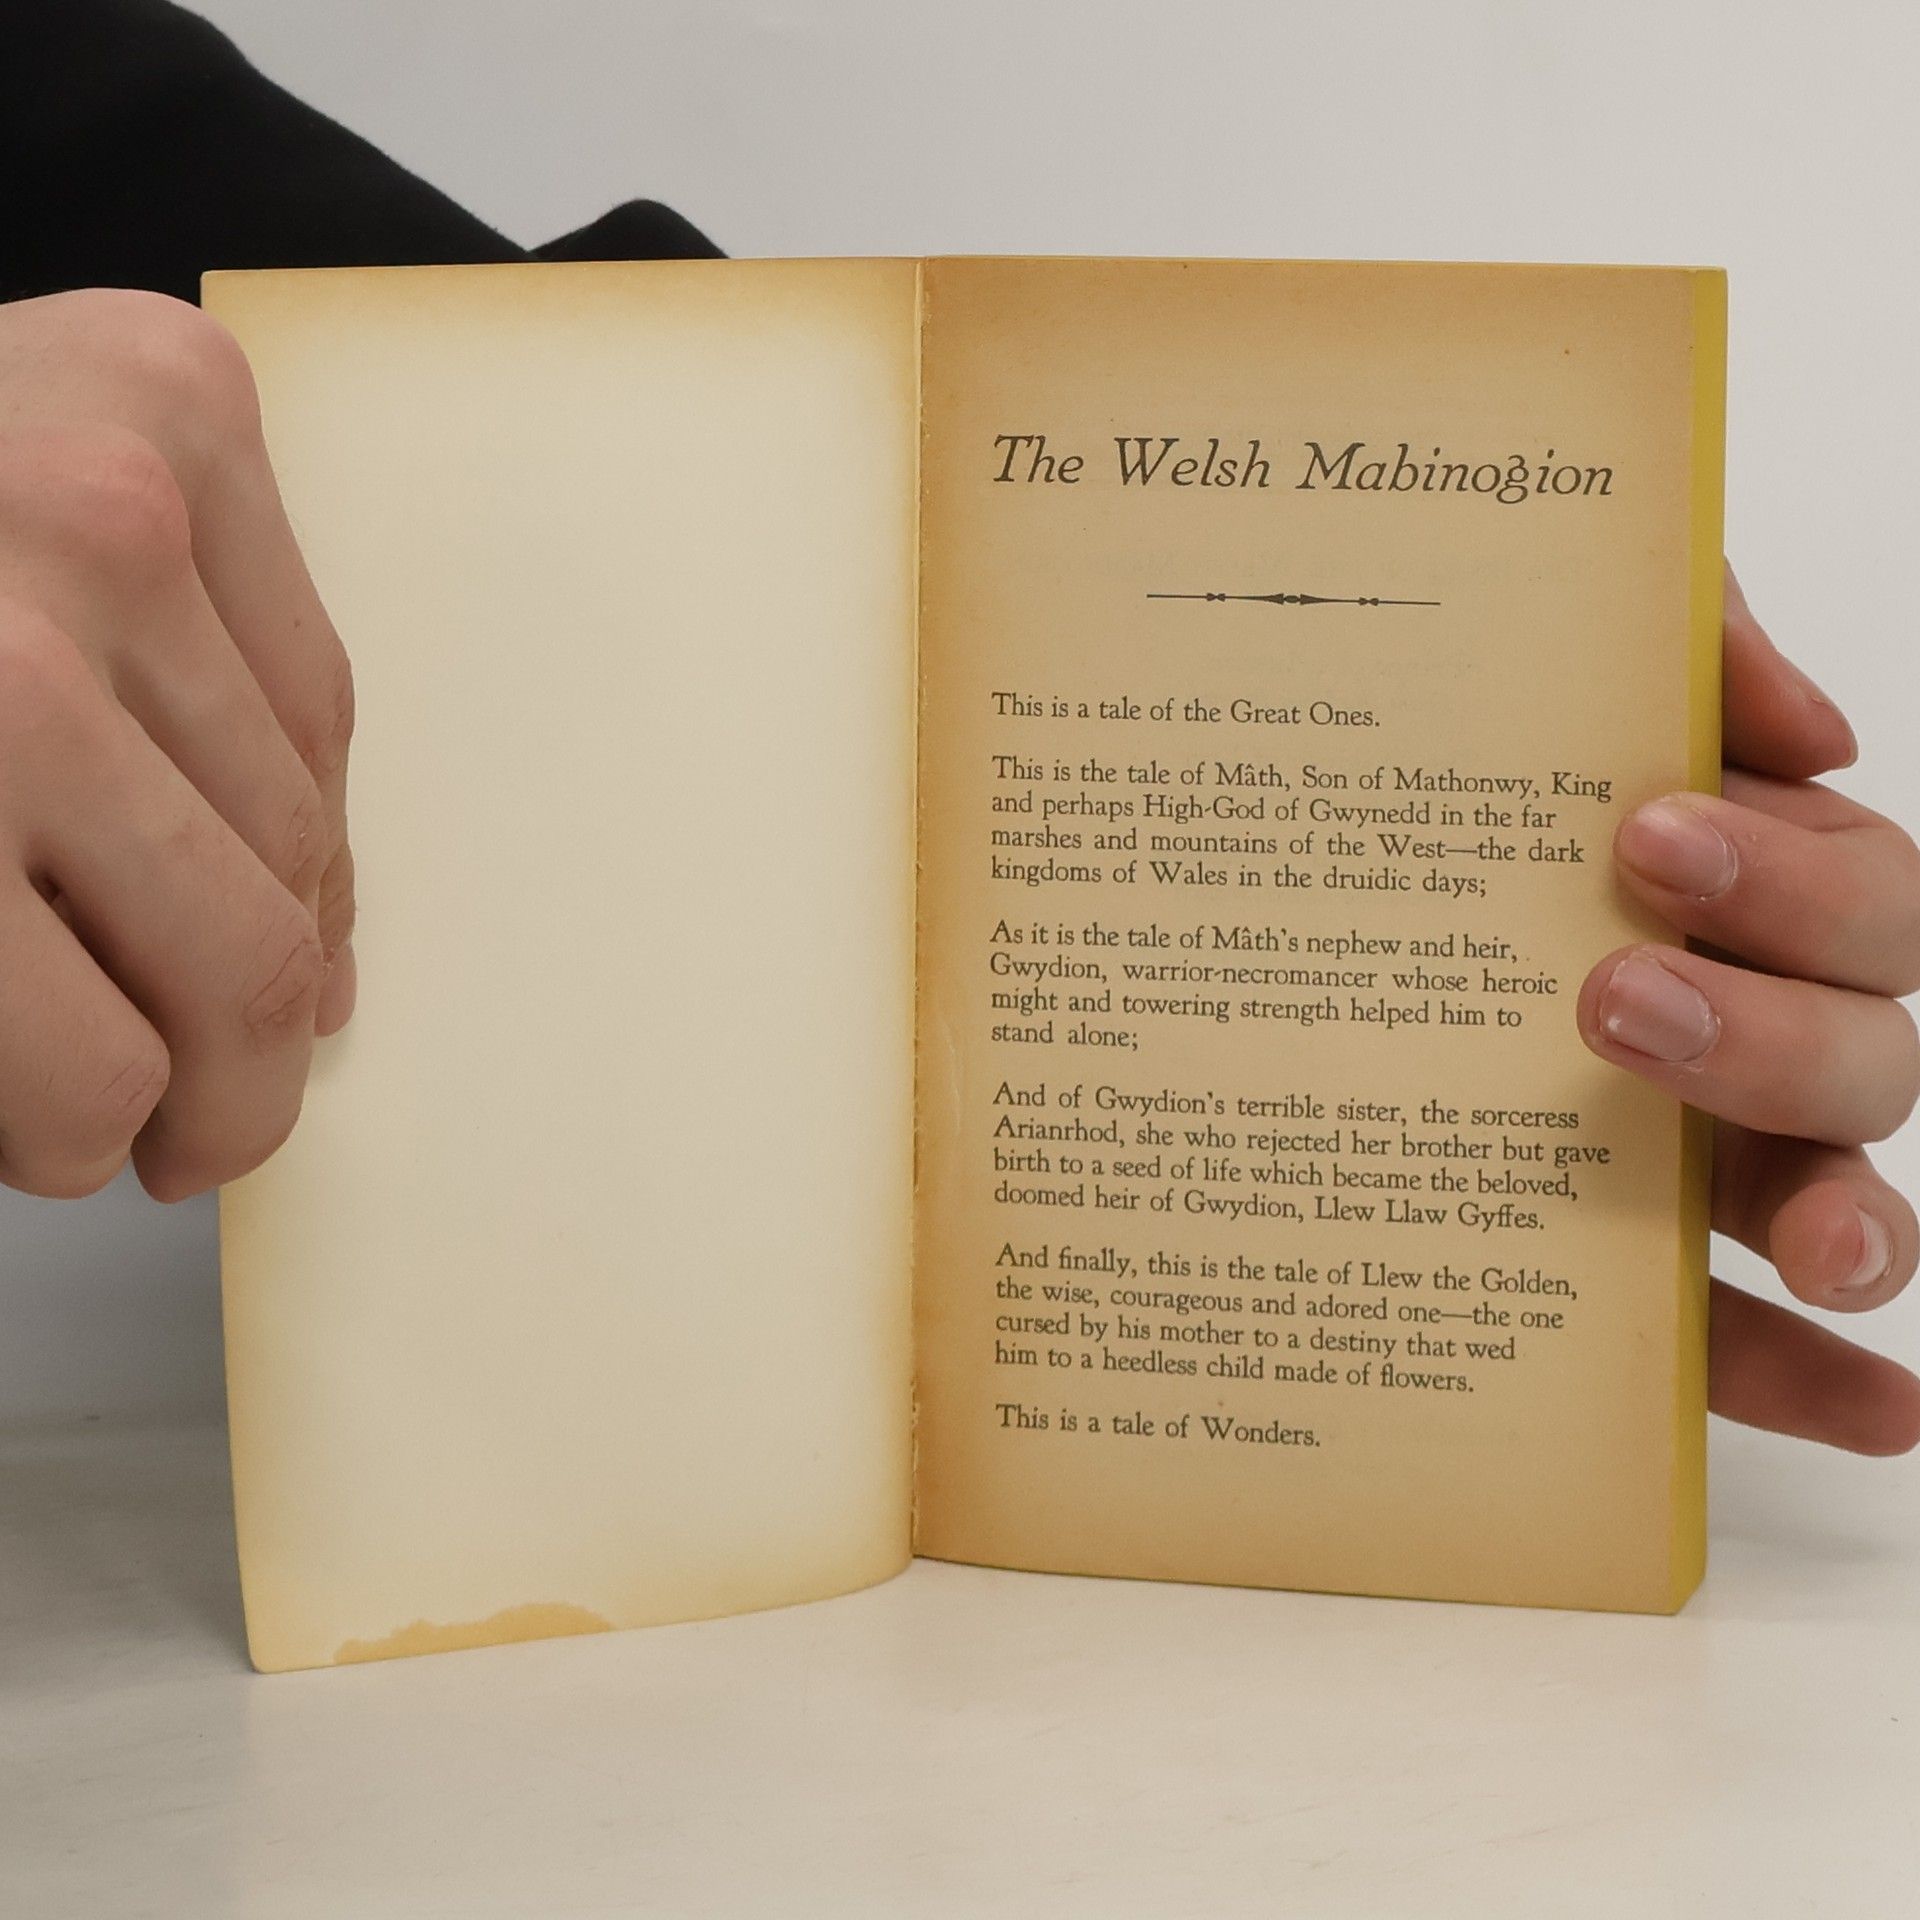 The Welsh Mabinogion
This is a tale of the Great Ones.
This is the tale of Mâth, Son of Mathonwy, King
and perhaps High-God of Gwynedd in the far
marshes and mountains of the West—the dark
kingdoms of Wales in the druidic days;
As it is the tale of Mâth's nephew and heir,
Gwydion, warrior-necromancer whose heroic
might and towering strength helped him to
stand alone;
And of Gwydion's terrible sister, the sorceress
Arianrhod, she who rejected her brother but gave
birth to a seed of life which became the beloved,
doomed heir of Gwydion, Llew Llaw Gyffes.
And finally, this is the tale of Llew the Golden,
the wise, courageous and adored one—the one
cursed by his mother to a destiny that wed
him to a heedless child made of flowers.
This is a tale of Wonders.